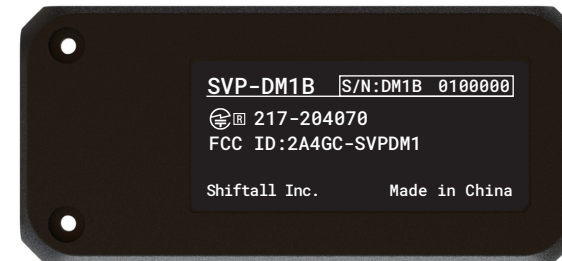 SVP-DM1B S/N:DM1B 0100000
R 217-204070
FCC ID:2A4GC-SVPDM1
Shiftall Inc. Made in China